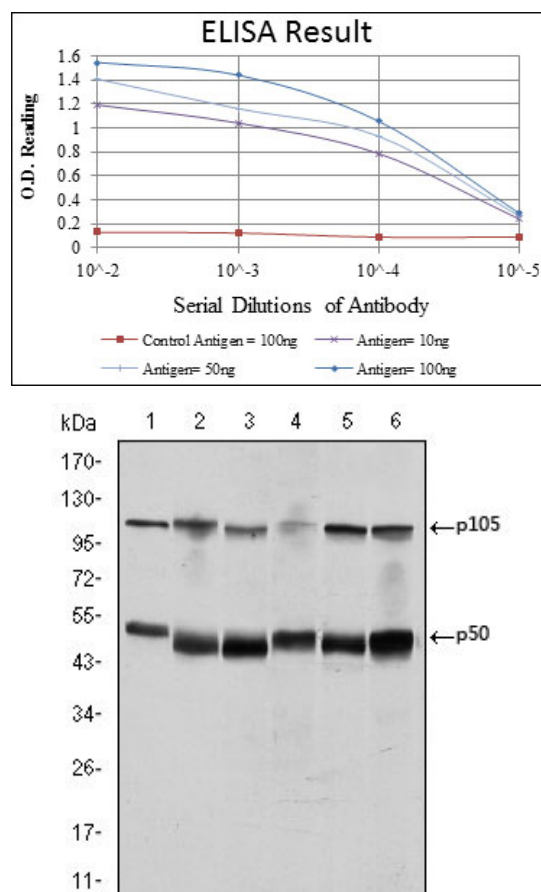 ELISA Result
1.6
1.4
1.2
1
0.8
0.6
0.4
0.2
0
O.D. Reading
10^-2 10^-3 10^-4 10^-5
Serial Dilutions of Antibody
Control Antigen = 100ng Antigen= 10ng
Antigen= 50ng Antigen= 100ng
kDa 1 2 3 4 5 6
170-
130-
←p105
95-
72-
55-
←p50
43-
34-
26-
17-
11-